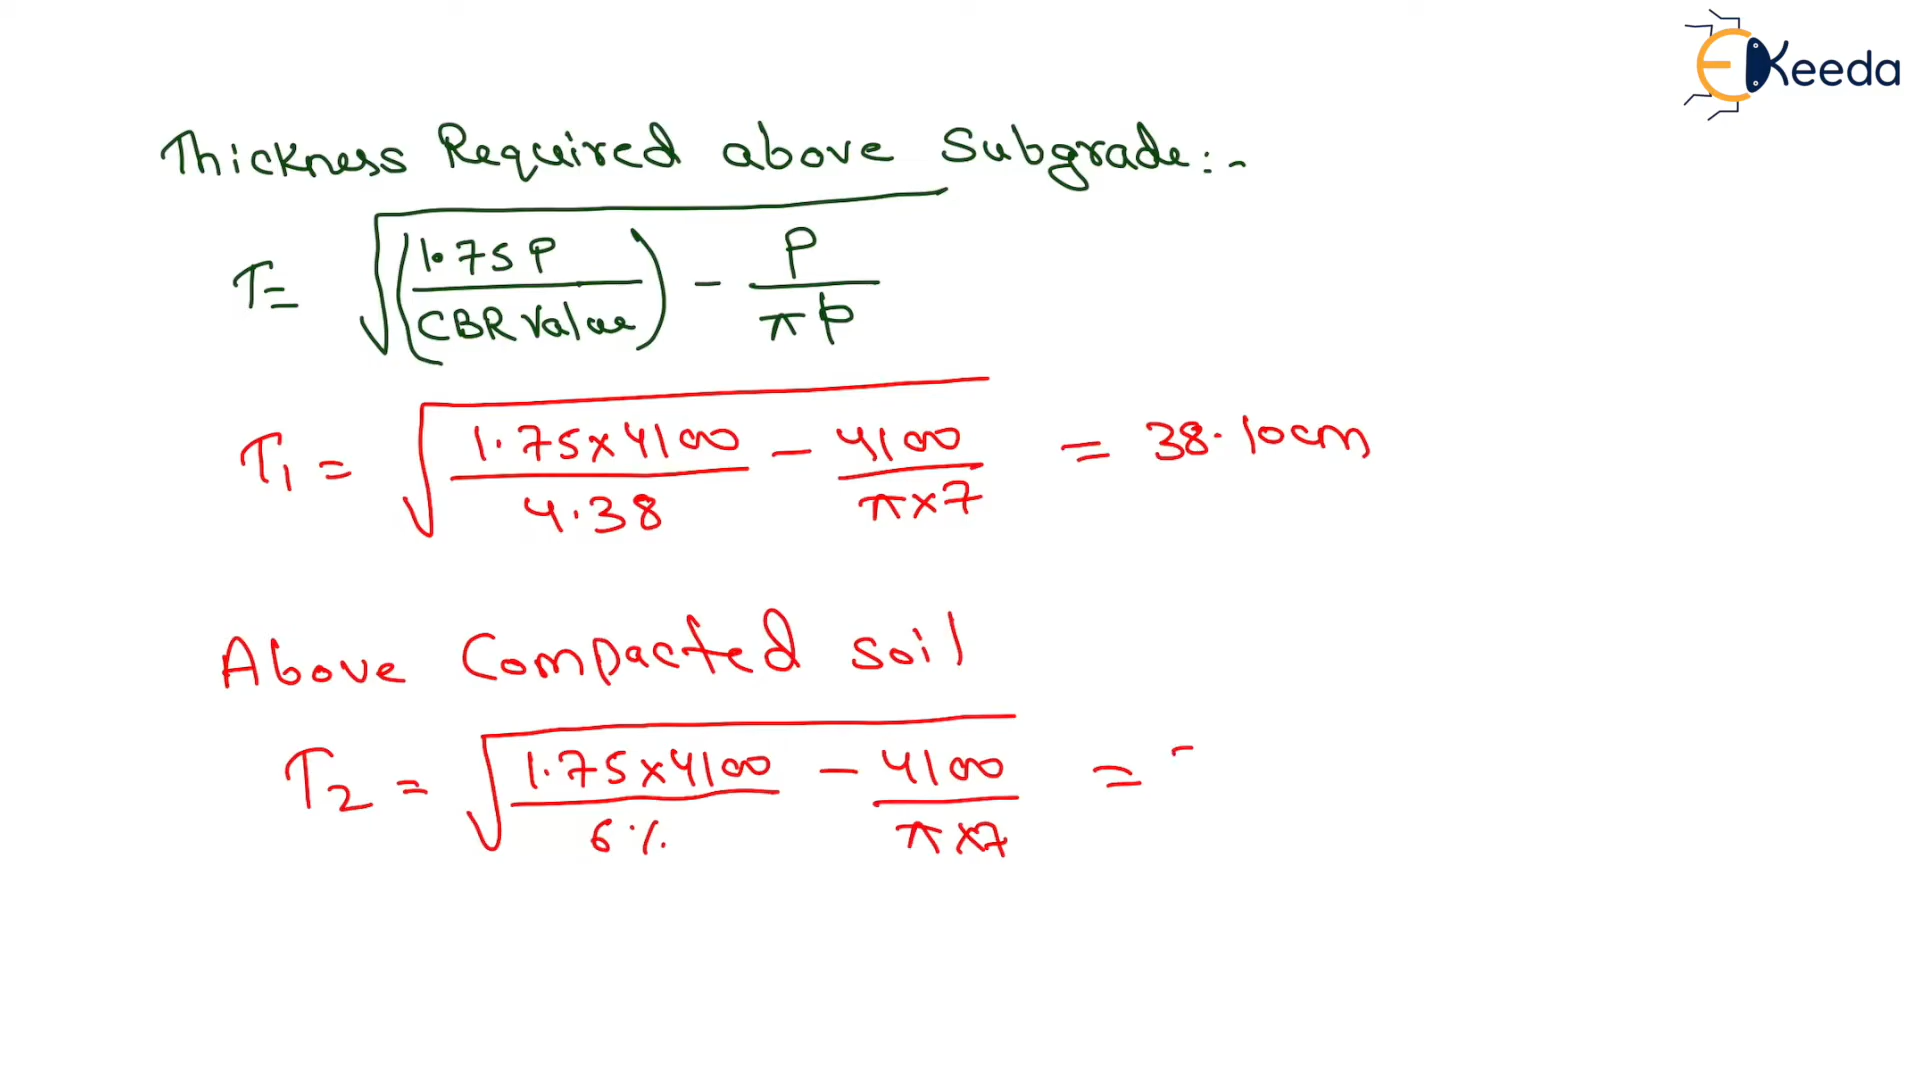 EKeeda
Thickness Required above Subgrade:-
T = √((1.75P / CBR Value) - P / πp)
T₁ = √(1.75×4100 / 4.38 - 4100 / π×7) = 38.10cm
Above Compacted soil
T₂ = √(1.75×4100 / 6% - 4100 / π×7) =